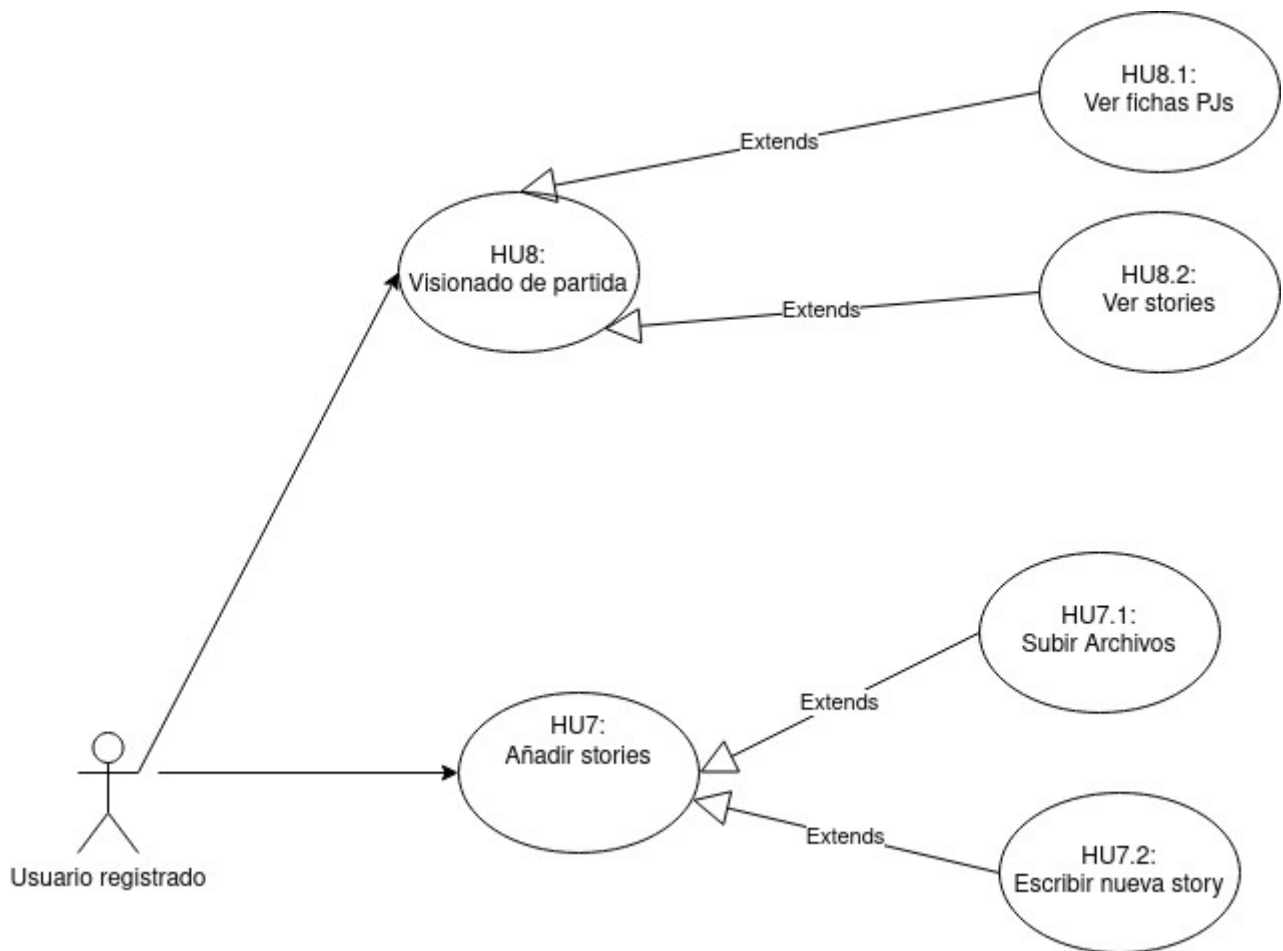 HU8.1:
Ver fichas PJs
Extends
HU8:
Visionado de partida
HU8.2:
Ver stories
Extends
HU7.1:
Subir Archivos
Extends
HU7:
Añadir stories
Extends
HU7.2:
Escribir nueva story
Usuario registrado